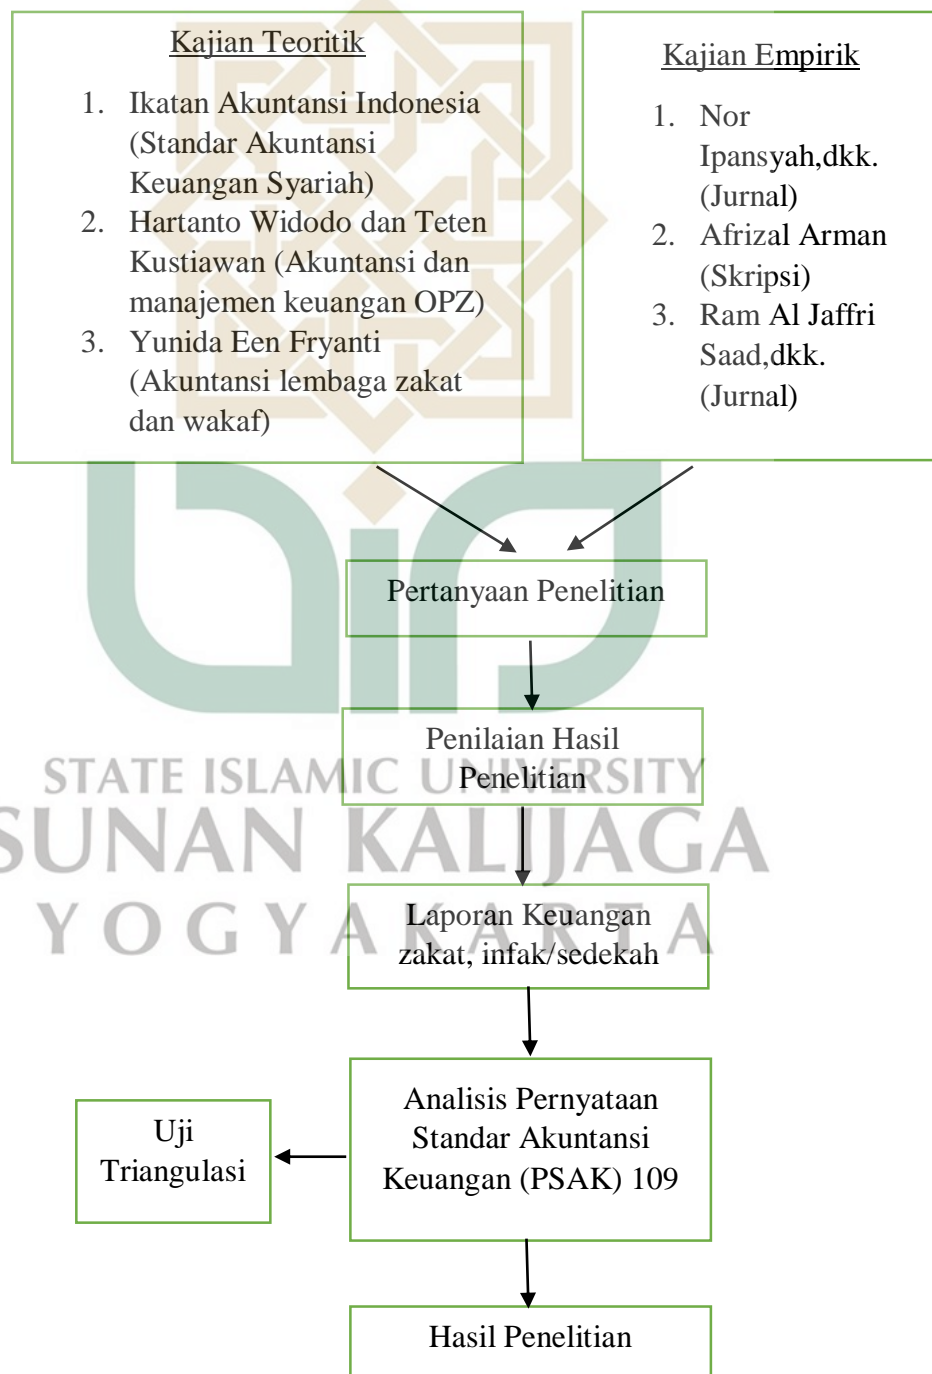 Kajian Teoritik
1. Ikatan Akuntansi Indonesia
(Standar Akuntansi
Keuangan Syariah)
2. Hartanto Widodo dan Teten
Kustiawan (Akuntansi dan
manajemen keuangan OPZ)
3. Yunida Een Fryanti
(Akuntansi lembaga zakat
dan wakaf)
Kajian Empirik
1. Nor
Ipansyah,dkk.
(Jurnal)
2. Afrizal Arman
(Skripsi)
3. Ram Al Jaffri
Saad,dkk.
(Jurnal)
Pertanyaan Penelitian
Penilaian Hasil
Penelitian
STATE ISLAMIC UNIVERSITY
SUNAN KALIJAGA
YOGYAKARTA
Laporan Keuangan
zakat, infak/sedekah
Analisis Pernyataan
Standar Akuntansi
Keuangan (PSAK) 109
Uji
Triangulasi
Hasil Penelitian